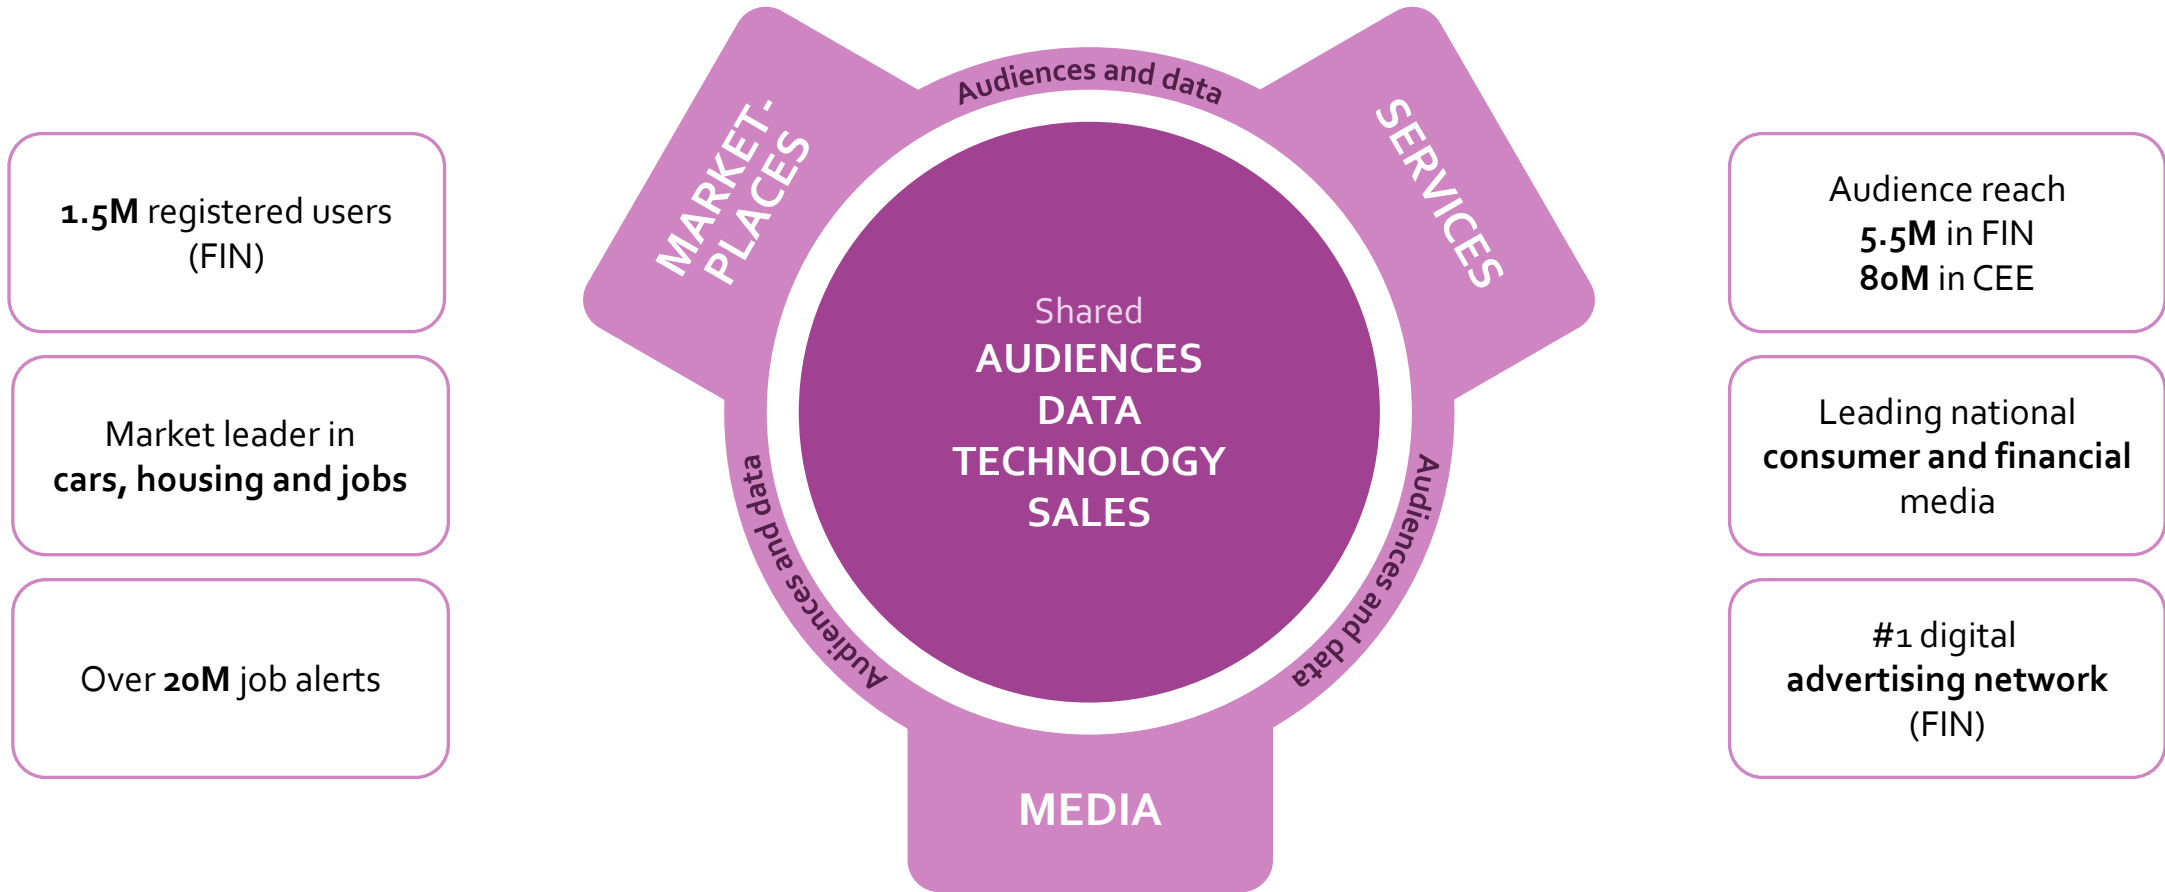 1.5M registered users
(FIN)
Market leader in
cars, housing and jobs
Over 20M job alerts
MARKET-
PLACES
Audiences and data
SERVICES
Shared
AUDIENCES
DATA
TECHNOLOGY
SALES
Audiences and data
Audiences and data
MEDIA
Audience reach
5.5M in FIN
80M in CEE
Leading national
consumer and financial
media
#1 digital
advertising network
(FIN)